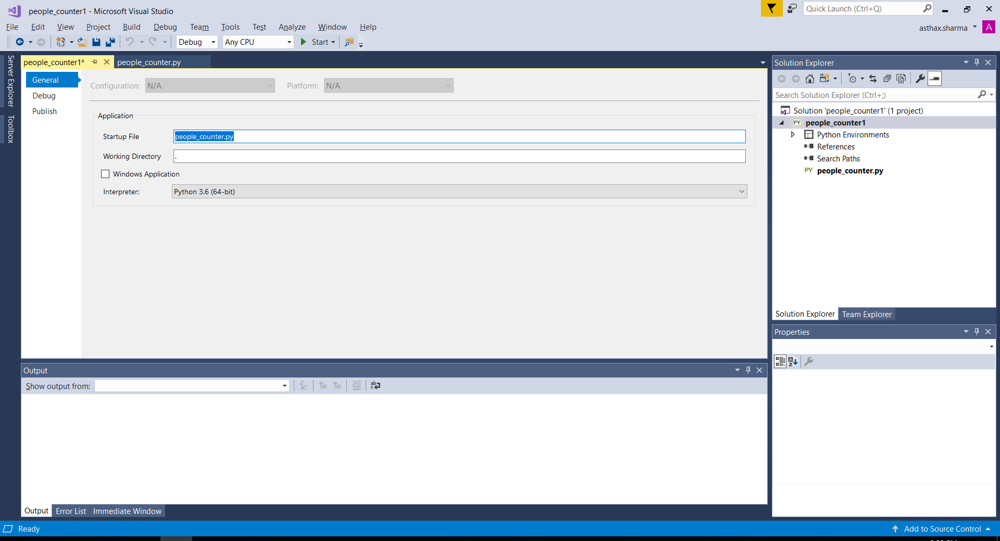 people_counter1 - Microsoft Visual Studio
Quick Launch (Ctrl+Q)
File Edit View Project Build Debug Team Tools Test Analyze Window Help
asthax.sharma A
Debug Any CPU Start
Server Explorer
Toolbox
people_counter1* people_counter.py
General
Debug
Publish
Configuration: N/A Platform: N/A
Application
Startup File people_counter.py
Working Directory .
Windows Application
Interpreter: Python 3.6 (64-bit)
Solution Explorer
Search Solution Explorer (Ctrl+;)
Solution 'people_counter1' (1 project)
PY people_counter1
Python Environments
References
Search Paths
PY people_counter.py
Solution Explorer Team Explorer
Properties
Output
Show output from:
Output Error List Immediate Window
Ready
Add to Source Control